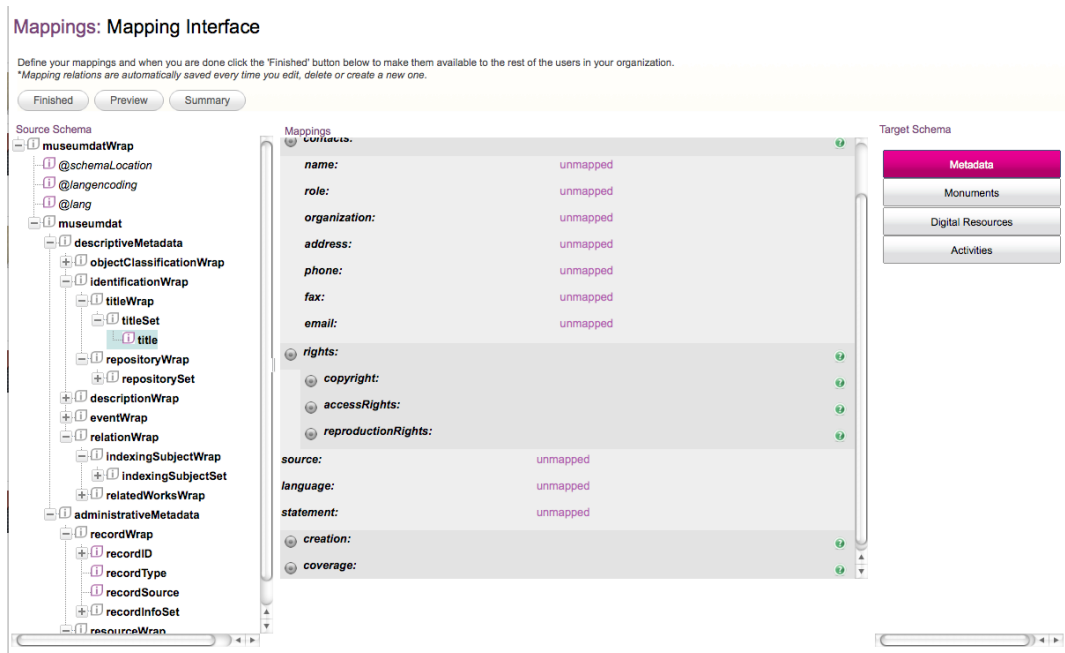 Mappings: Mapping Interface
Define your mappings and when you are done click the 'Finished' button below to make them available to the rest of the users in your organization.
*Mapping relations are automatically saved every time you edit, delete or create a new one.
Finished
Preview
Summary
Source Schema
museumdatWrap
@schemaLocation
@langencoding
@lang
museumdat
descriptiveMetadata
objectClassificationWrap
identificationWrap
titleWrap
titleSet
title
repositoryWrap
repositorySet
descriptionWrap
eventWrap
relationWrap
indexingSubjectWrap
indexingSubjectSet
relatedWorksWrap
administrativeMetadata
recordWrap
recordID
recordType
recordSource
recordInfoSet
resourceWrap
Mappings
contacts:
name: unmapped
role: unmapped
organization: unmapped
address: unmapped
phone: unmapped
fax: unmapped
email: unmapped
rights:
copyright:
accessRights:
reproductionRights:
source: unmapped
language: unmapped
statement: unmapped
creation:
coverage:
Target Schema
Metadata
Monuments
Digital Resources
Activities